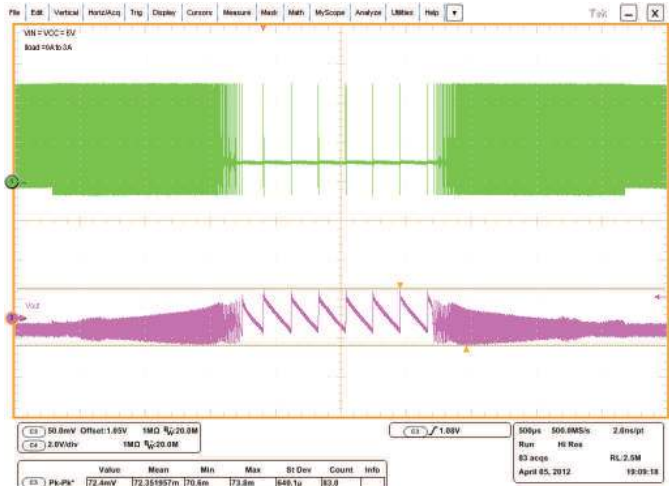 File Edit Vertical Horiz/Acq Trig Display Cursors Measure Mask Math MyScope Analyze Utilities Help Tek
VIN = VCC = 5V
Iload =0A to 3A
Vout
C3 50.0mV Offset:1.05V 1MΩ BW:20.0M
C4 2.0V/div 1MΩ BW:20.0M
C3 1.08V
500µs 500.0MS/s 2.0ns/pt
Run Hi Res
83 acqs RL:2.5M
April 05, 2012 19:09:18
Value Mean Min Max St Dev Count Info
C3 Pk-Pk* 72.4mV 72.351957m 70.6m 73.8m 640.1µ 83.0